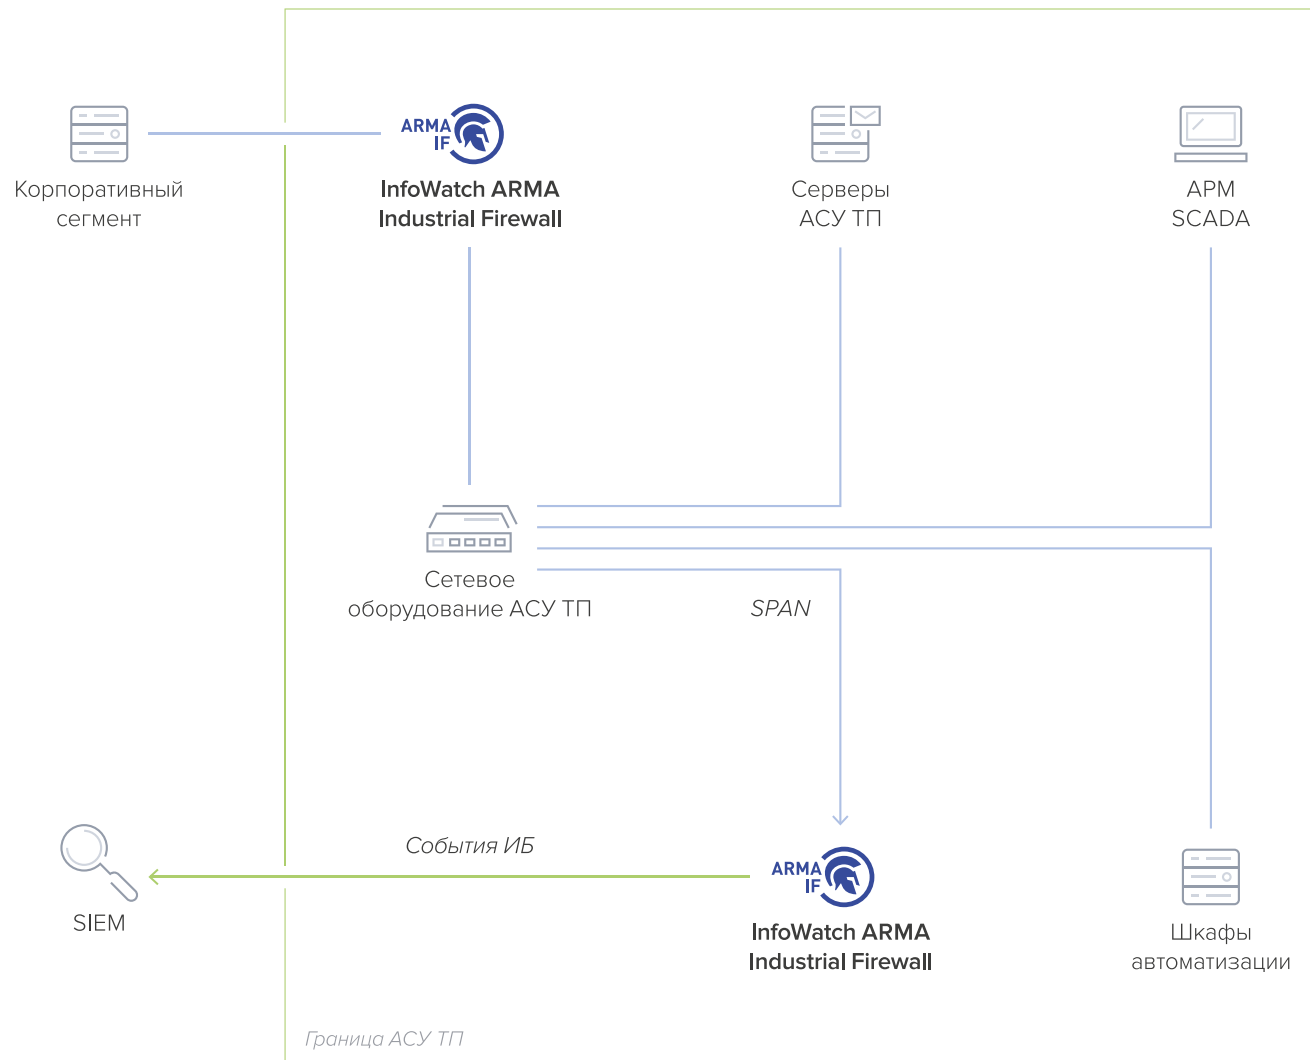 ARMA
IF
Корпоративный
сегмент
InfoWatch ARMA
Industrial Firewall
Серверы
АСУ ТП
АРМ
SCADA
Сетевое
оборудование АСУ ТП
SPAN
События ИБ
SIEM
ARMA
IF
InfoWatch ARMA
Industrial Firewall
Шкафы
автоматизации
Граница АСУ ТП